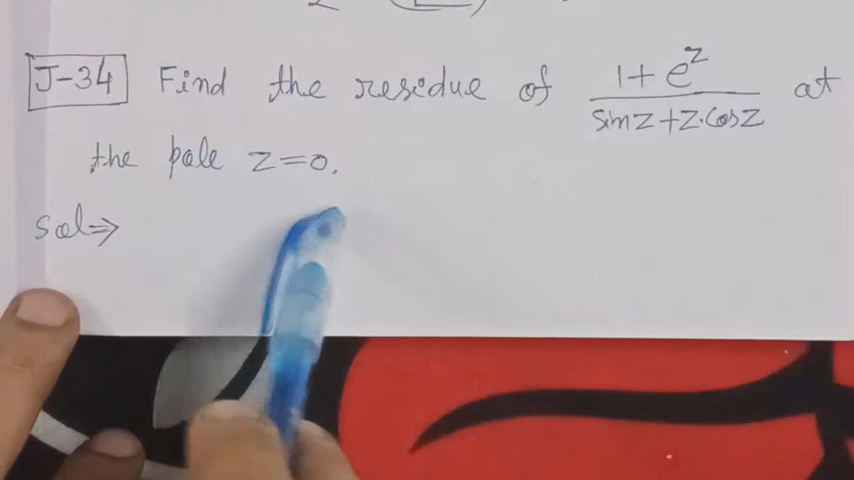 J-34 Find the residue of (1+e^z)/(sinz+z.cosz) at
the pole z=0.
sol⇒